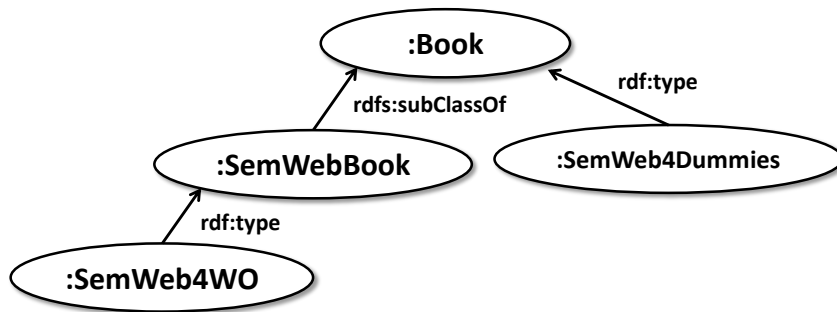 :Book
rdf:type
rdfs:subClassOf
:SemWebBook
:SemWeb4Dummies
rdf:type
:SemWeb4WO